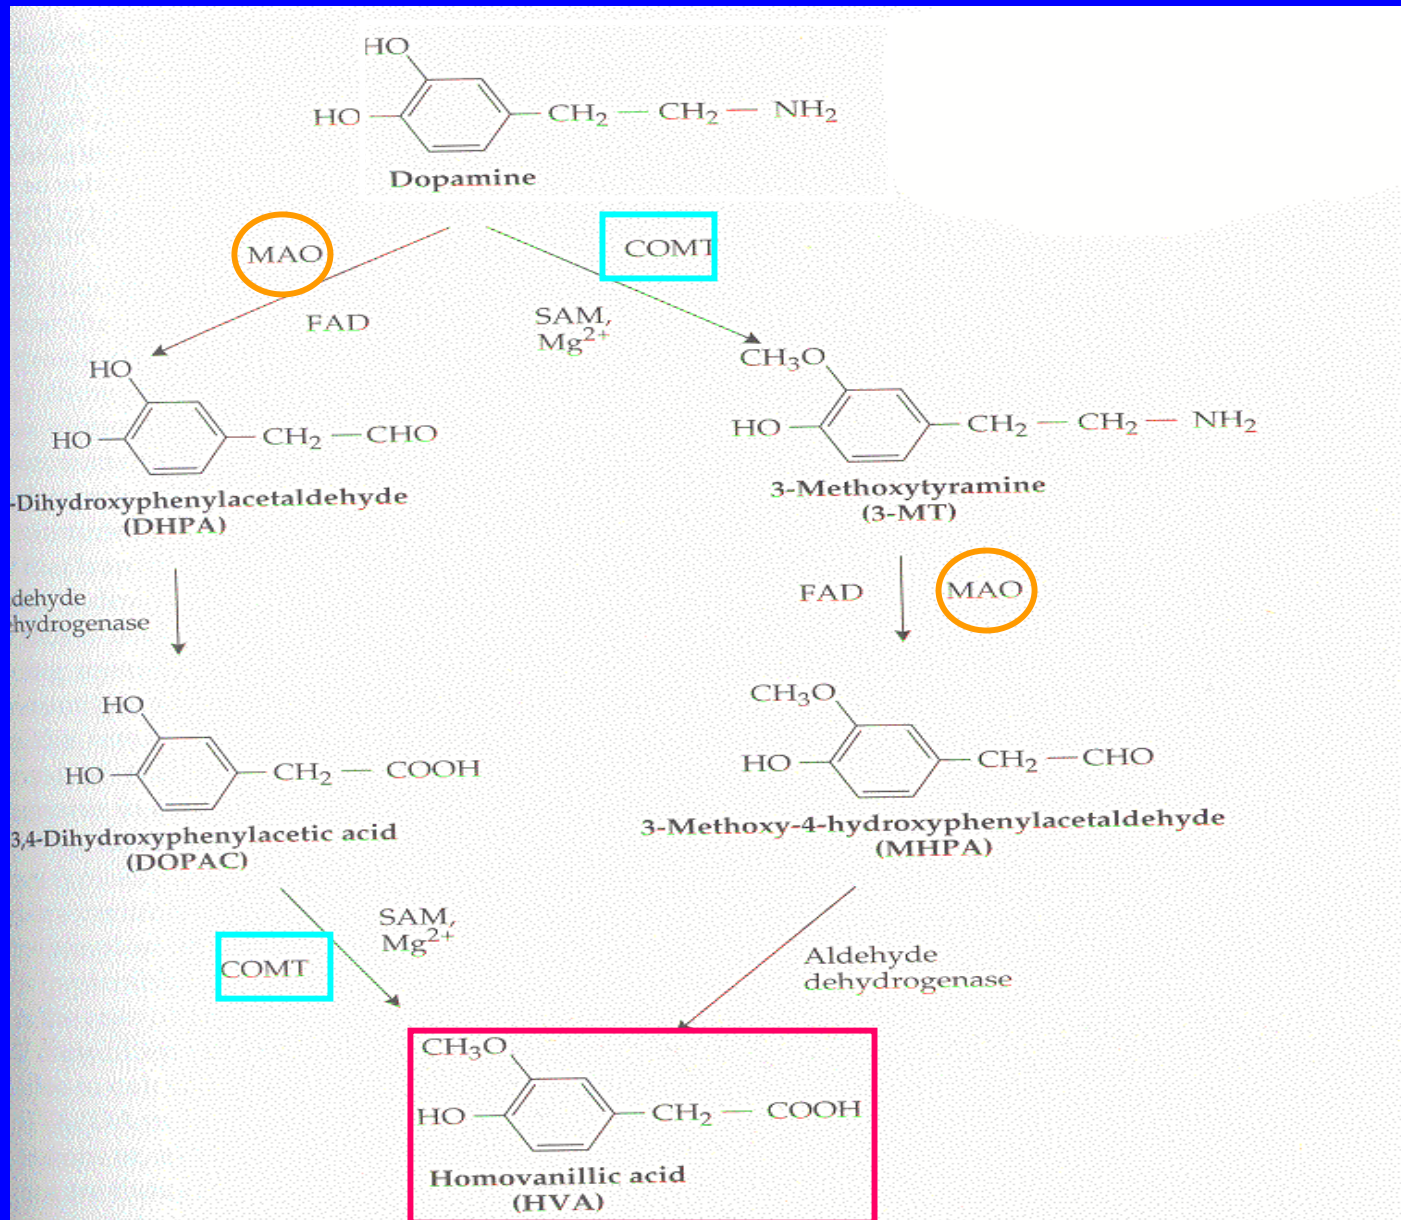 HO
HO
CH₂ — CH₂ — NH₂
Dopamine
MAO
COMT
FAD
SAM,
Mg²⁺
HO
HO
CH₂ — CHO
-Dihydroxyphenylacetaldehyde
(DHPA)
CH₃O
HO
CH₂ — CH₂ — NH₂
3-Methoxytyramine
(3-MT)
dehyde
hydrogenase
FAD
MAO
HO
HO
CH₂ — COOH
3,4-Dihydroxyphenylacetic acid
(DOPAC)
CH₃O
HO
CH₂ — CHO
3-Methoxy-4-hydroxyphenylacetaldehyde
(MHPA)
COMT
SAM,
Mg²⁺
Aldehyde
dehydrogenase
CH₃O
HO
CH₂ — COOH
Homovanillic acid
(HVA)